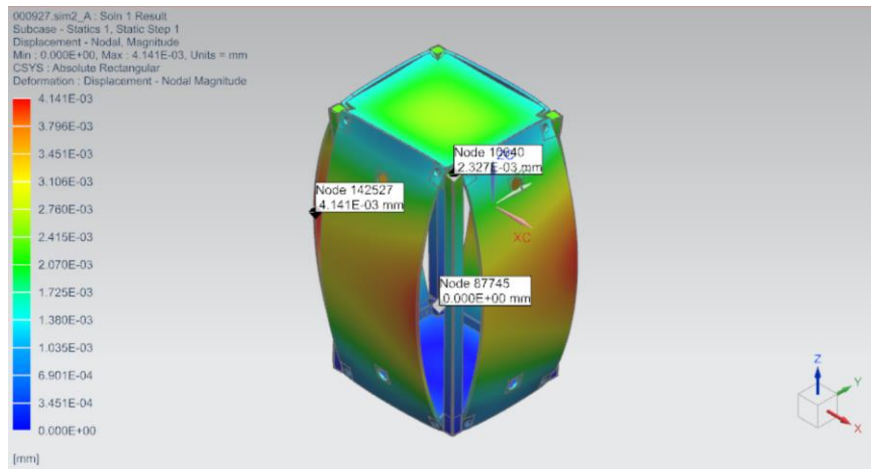 000927.sim2_A : Soln 1 Result
Subcase - Statics 1, Static Step 1
Displacement - Nodal, Magnitude
Min : 0.000E+00, Max : 4.141E-03, Units = mm
CSYS : Absolute Rectangular
Deformation : Displacement - Nodal Magnitude
4.141E-03
3.796E-03
3.451E-03
3.106E-03
2.760E-03
2.415E-03
2.070E-03
1.725E-03
1.380E-03
1.035E-03
6.901E-04
3.451E-04
0.000E+00
[mm]
Node 10040
2.327E-03 mm
Node 142527
4.141E-03 mm
XC
Node 87745
0.000E+00 mm
Z
Y
X